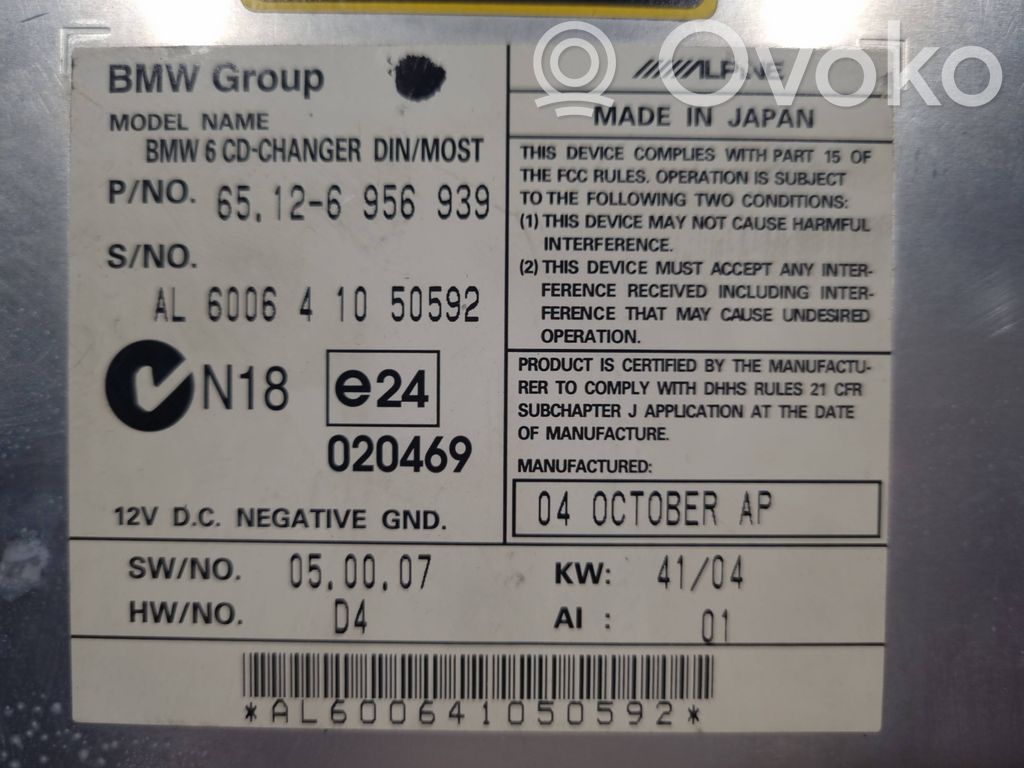 BMW Group
MODEL NAME
BMW 6 CD-CHANGER DIN/MOST
P/NO. 65.12-6 956 939
S/NO.
AL 6006 4 10 50592
N18
e24
020469
12V D.C. NEGATIVE GND.
ALPINE
Ovoko
MADE IN JAPAN
THIS DEVICE COMPLIES WITH PART 15 OF
THE FCC RULES. OPERATION IS SUBJECT
TO THE FOLLOWING TWO CONDITIONS:
(1) THIS DEVICE MAY NOT CAUSE HARMFUL
INTERFERENCE.
(2) THIS DEVICE MUST ACCEPT ANY INTER-
FERENCE RECEIVED INCLUDING INTER-
FERENCE THAT MAY CAUSE UNDESIRED
OPERATION.
PRODUCT IS CERTIFIED BY THE MANUFACTU-
RER TO COMPLY WITH DHHS RULES 21 CFR
SUBCHAPTER J APPLICATION AT THE DATE
OF MANUFACTURE.
MANUFACTURED:
04 OCTOBER AP
SW/NO. 05.00.07 KW: 41/04
HW/NO. D4 AI : 01
*AL600641050592*